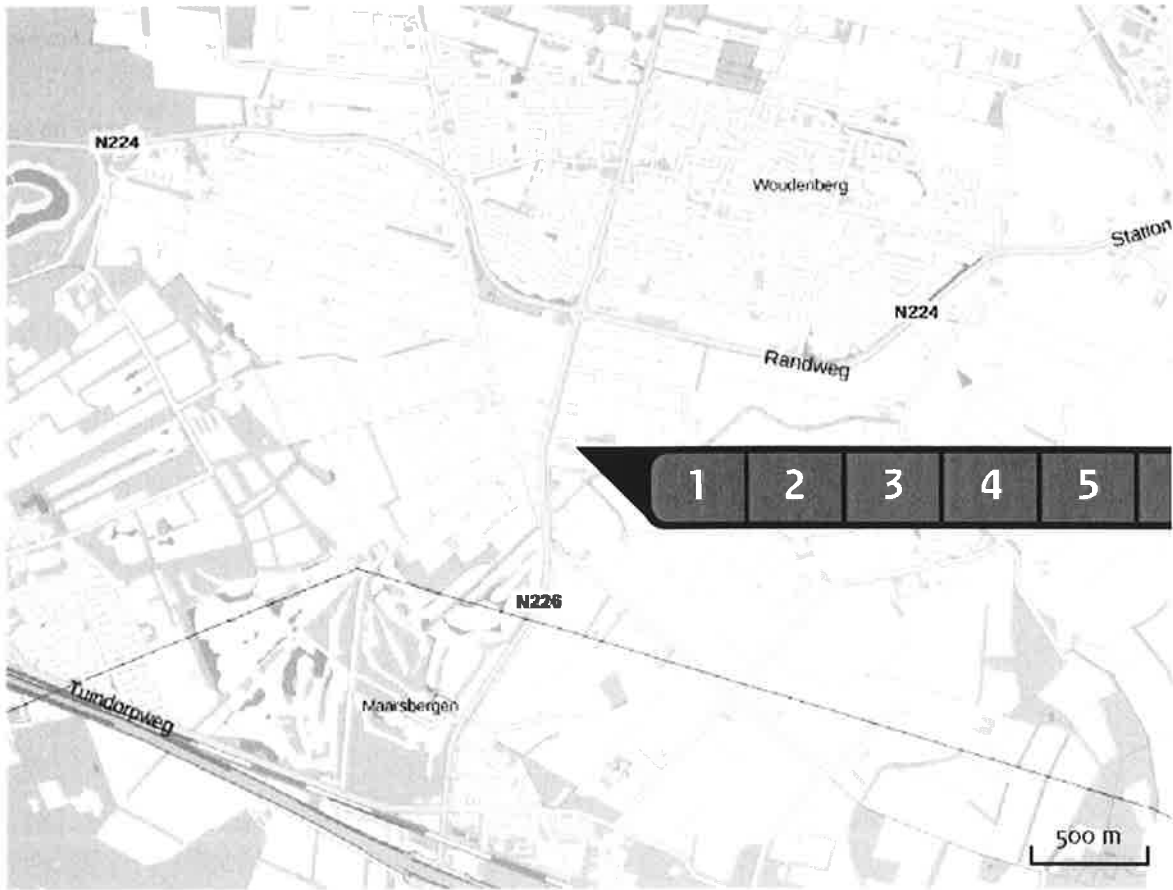 N224
Woudenberg
Station
N224
Randweg
1 2 3 4 5
N226
Tuindorpweg
Maarsbergen
500 m